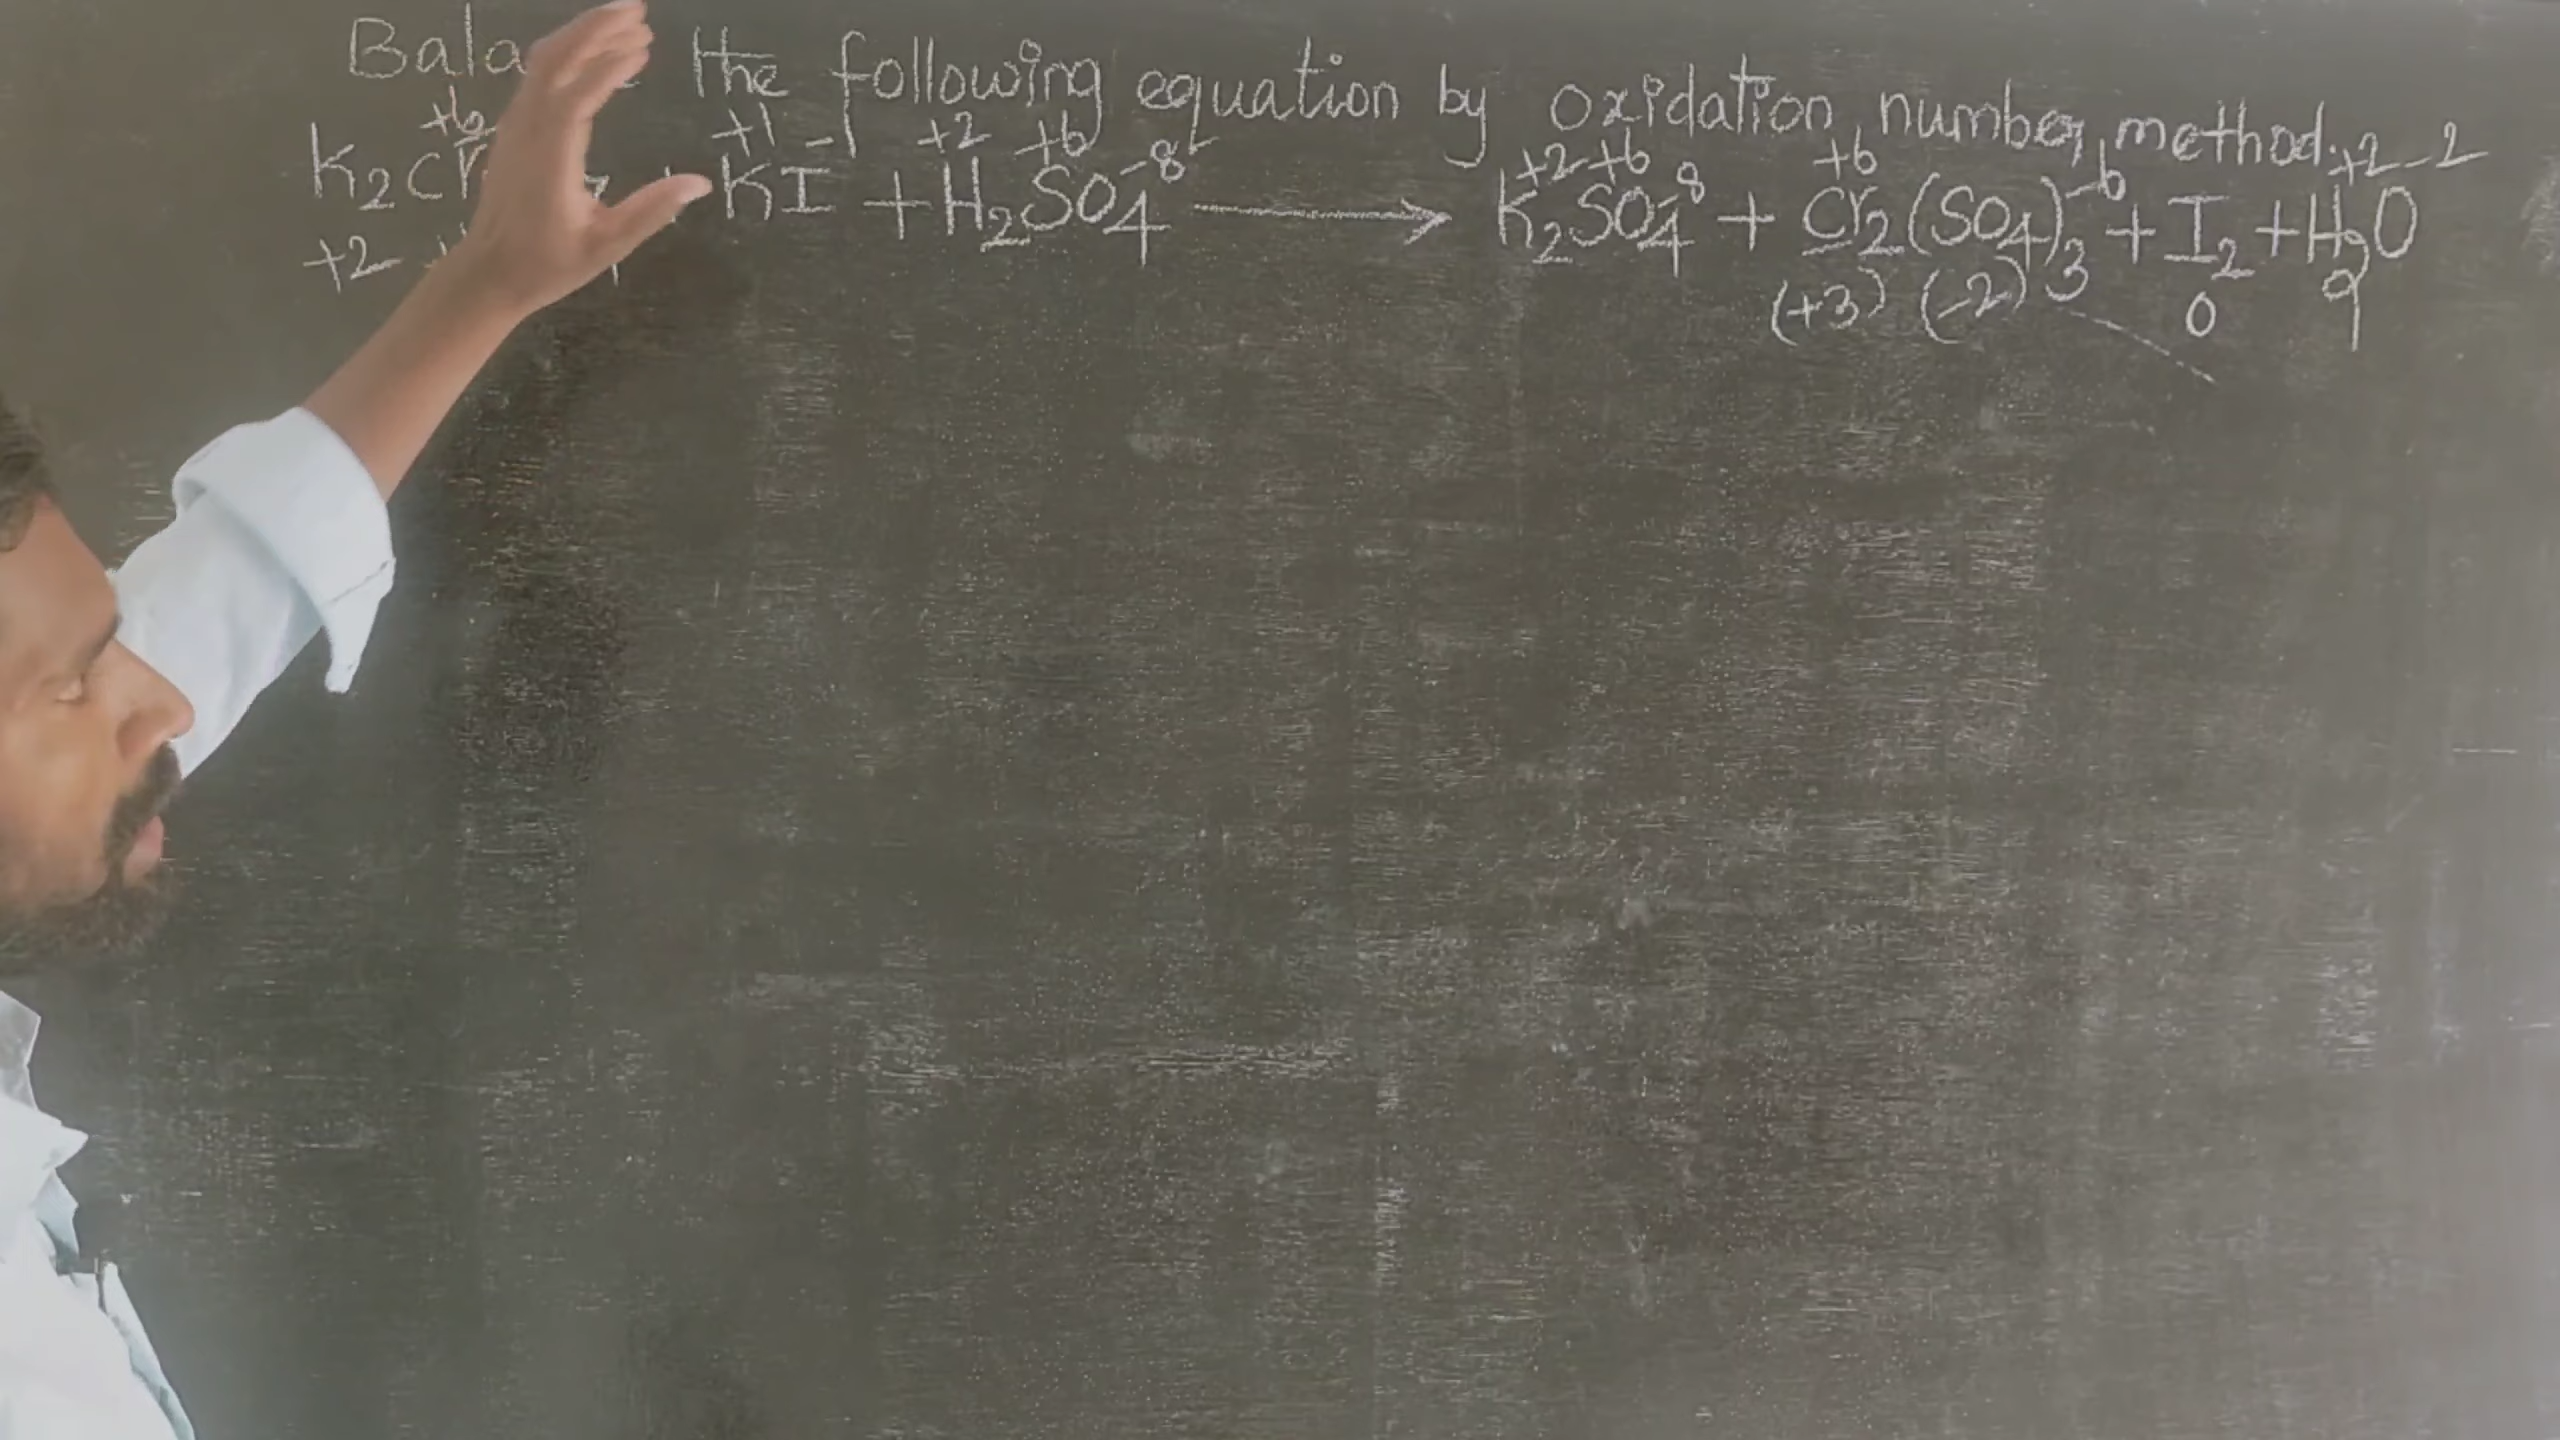 the following equation by oxidation number method.
+6 +1 -1 +2 +6 -8 +2 +6 8 +6 -6 +2 -2
K2Cr + KI + H2SO4 ⟶ K2SO4 + Cr2(SO4)3 + I2 + H2O
+2 (+3) (-2)3 0